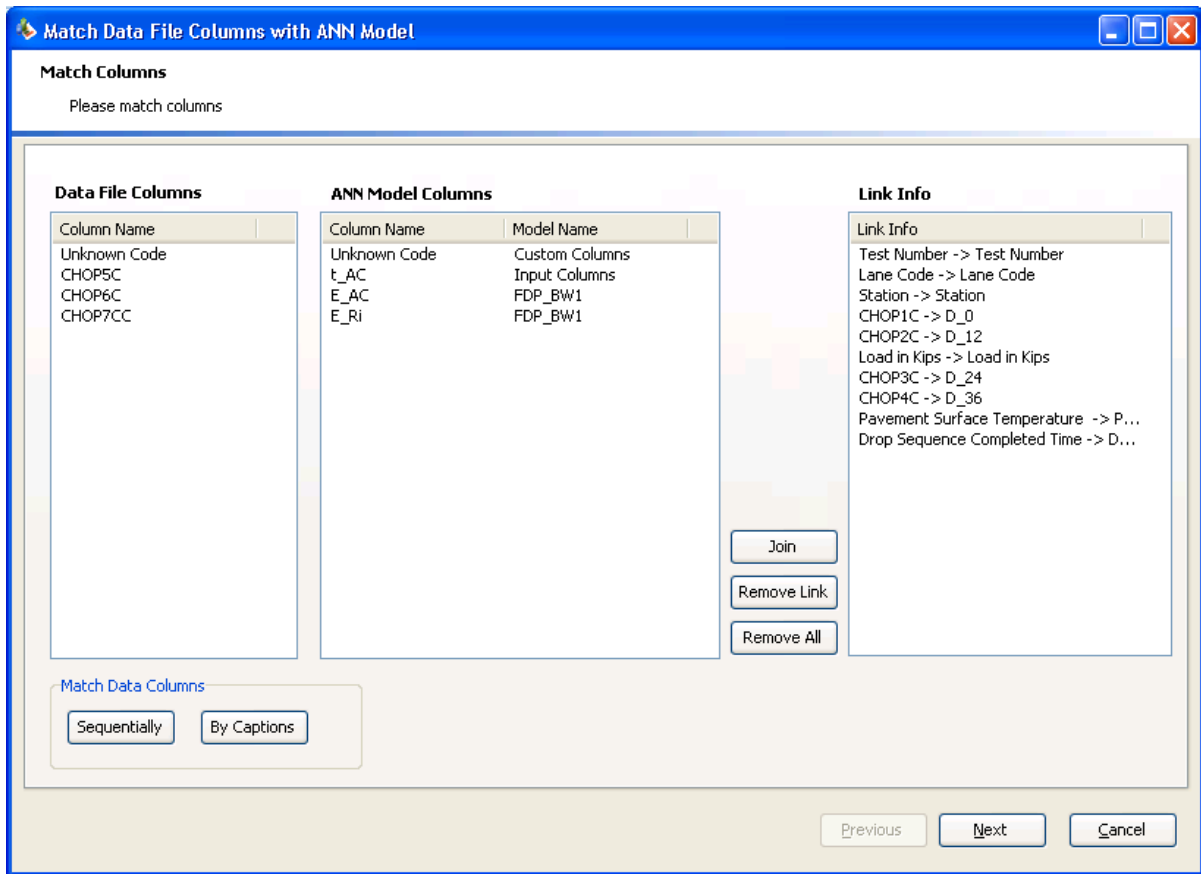 Match Data File Columns with ANN Model
Match Columns
Please match columns
Data File Columns
Column Name
Unknown Code
CHOP5C
CHOP6C
CHOP7CC
ANN Model Columns
Column Name Model Name
Unknown Code Custom Columns
t_AC Input Columns
E_AC FDP_BW1
E_Ri FDP_BW1
Join
Remove Link
Remove All
Link Info
Link Info
Test Number -> Test Number
Lane Code -> Lane Code
Station -> Station
CHOP1C -> D_0
CHOP2C -> D_12
Load in Kips -> Load in Kips
CHOP3C -> D_24
CHOP4C -> D_36
Pavement Surface Temperature -> P...
Drop Sequence Completed Time -> D...
Match Data Columns
Sequentially By Captions
Previous Next Cancel